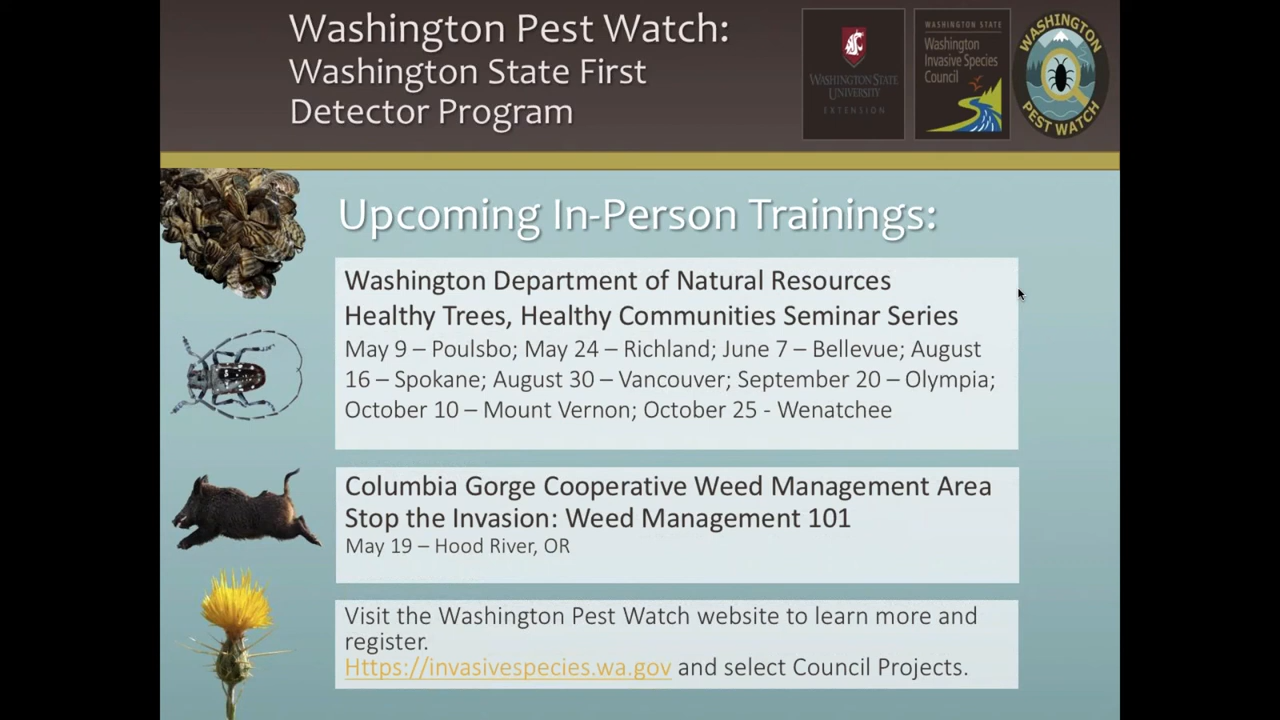 Washington Pest Watch:
Washington State First
Detector Program
WASHINGTON STATE
UNIVERSITY
EXTENSION
WASHINGTON STATE
Washington
Invasive Species
Council
WASHINGTON
PEST WATCH
Upcoming In-Person Trainings:
Washington Department of Natural Resources
Healthy Trees, Healthy Communities Seminar Series
May 9 – Poulsbo; May 24 – Richland; June 7 – Bellevue; August
16 – Spokane; August 30 – Vancouver; September 20 – Olympia;
October 10 – Mount Vernon; October 25 - Wenatchee
Columbia Gorge Cooperative Weed Management Area
Stop the Invasion: Weed Management 101
May 19 – Hood River, OR
Visit the Washington Pest Watch website to learn more and
register.
Https://invasivespecies.wa.gov and select Council Projects.